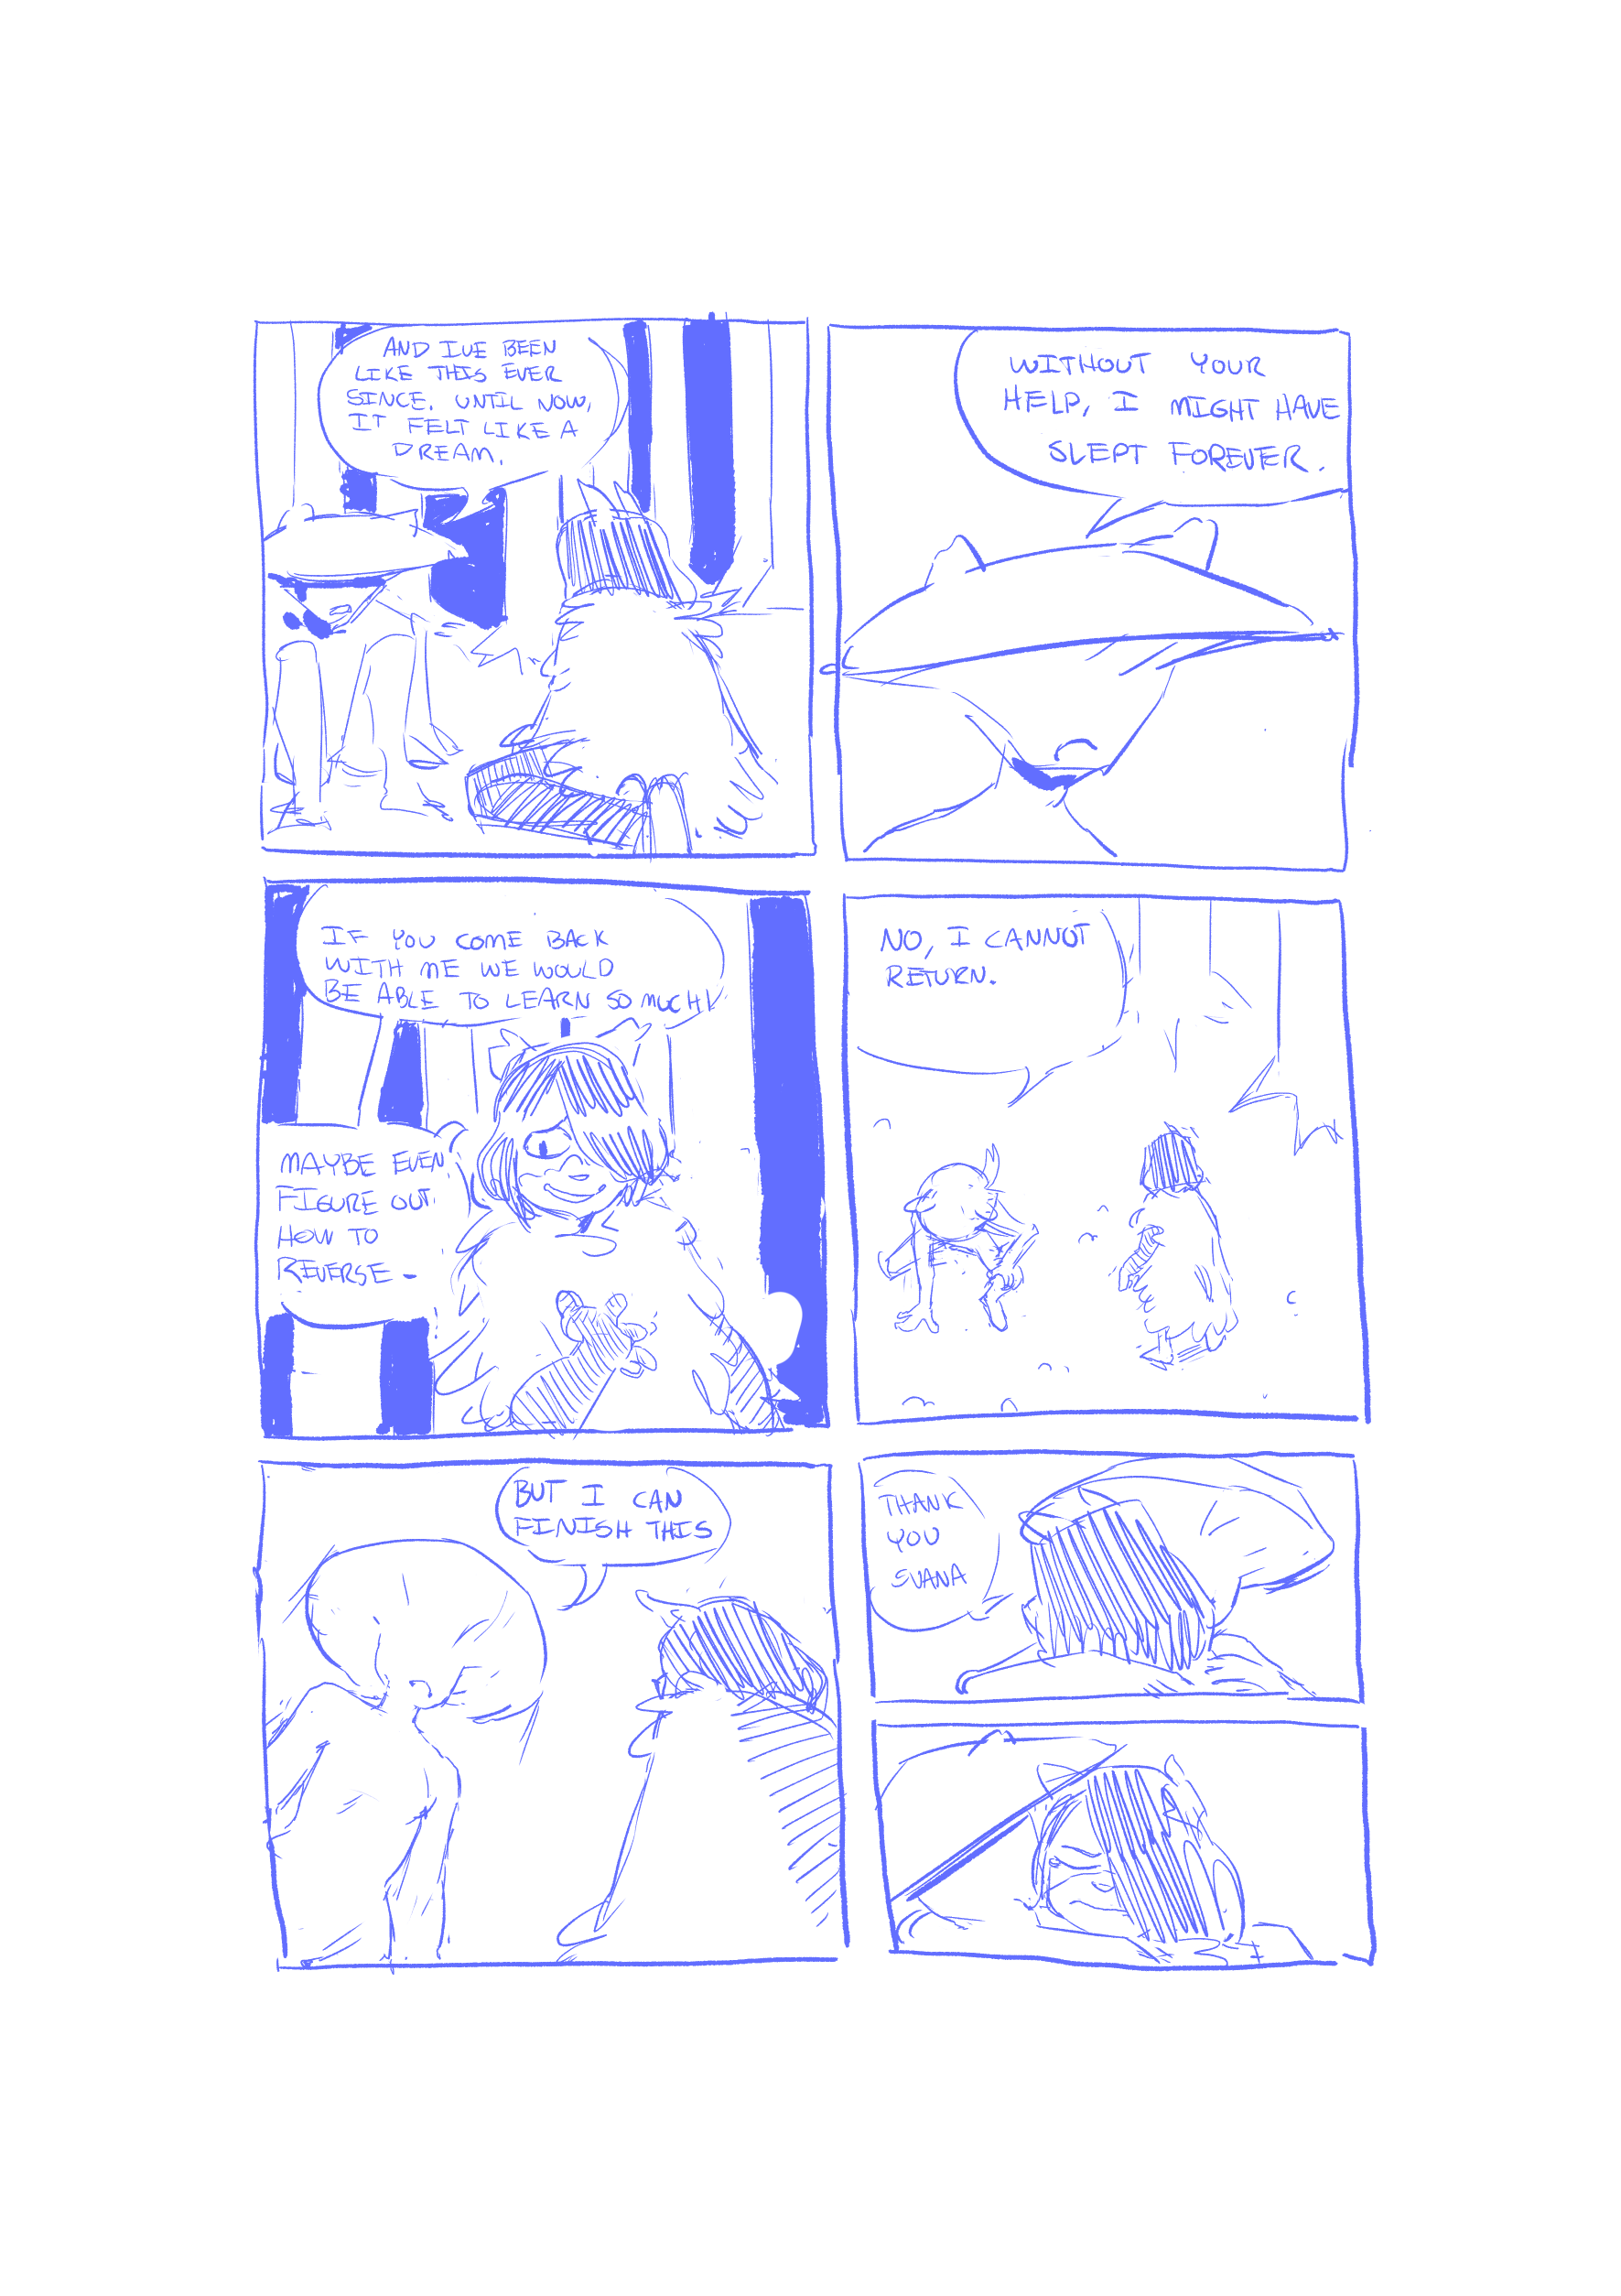 AND I'VE BEEN
LIKE THIS EVER
SINCE. UNTIL NOW,
IT FELT LIKE A
DREAM.
WITHOUT YOUR
HELP, I MIGHT HAVE
SLEPT FOREVER.
IF YOU COME BACK
WITH ME WE WOULD
BE ABLE TO LEARN SO MUCH!
MAYBE EVEN
FIGURE OUT
HOW TO
REVERSE -
NO, I CANNOT
RETURN.
BUT I CAN
FINISH THIS
THANK
YOU
SVANA